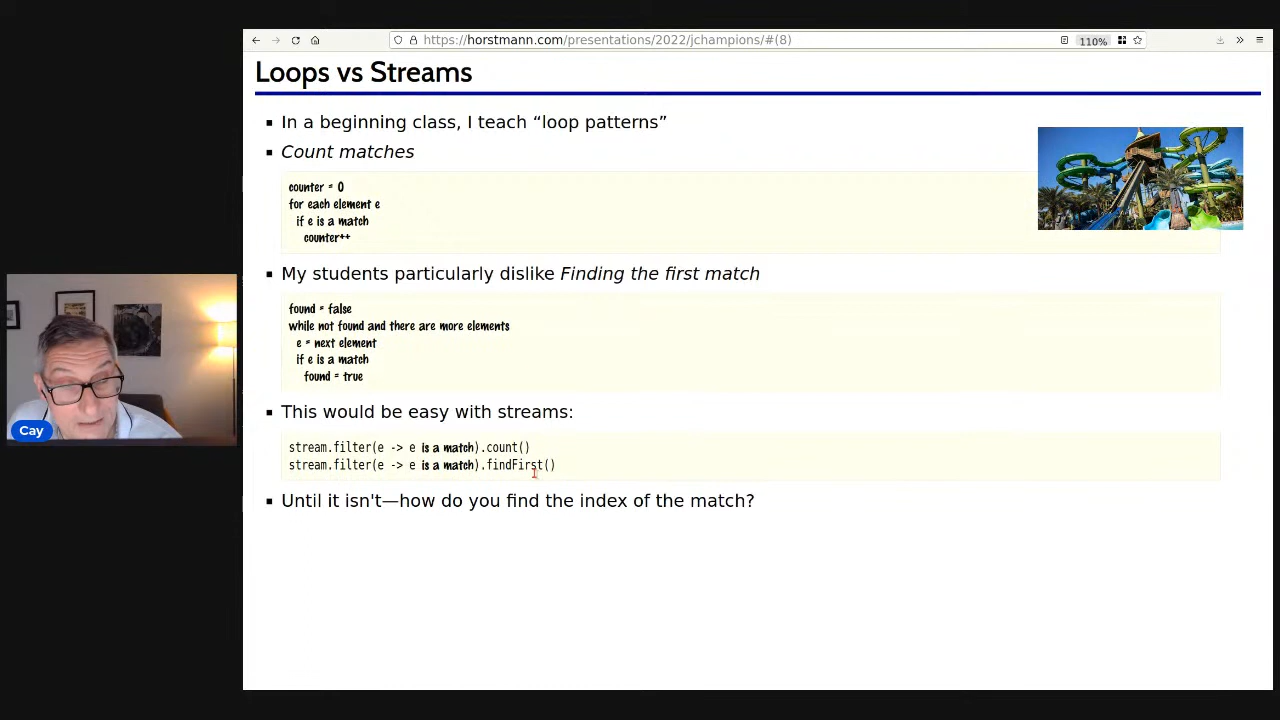 https://horstmann.com/presentations/2022/jchampions/#(8)
110%
Loops vs Streams
In a beginning class, I teach “loop patterns”
Count matches
counter = 0
for each element e
if e is a match
counter++
My students particularly dislike Finding the first match
found = false
while not found and there are more elements
e = next element
if e is a match
found = true
This would be easy with streams:
stream.filter(e -> e is a match).count()
stream.filter(e -> e is a match).findFirst()
Until it isn't—how do you find the index of the match?
Cay